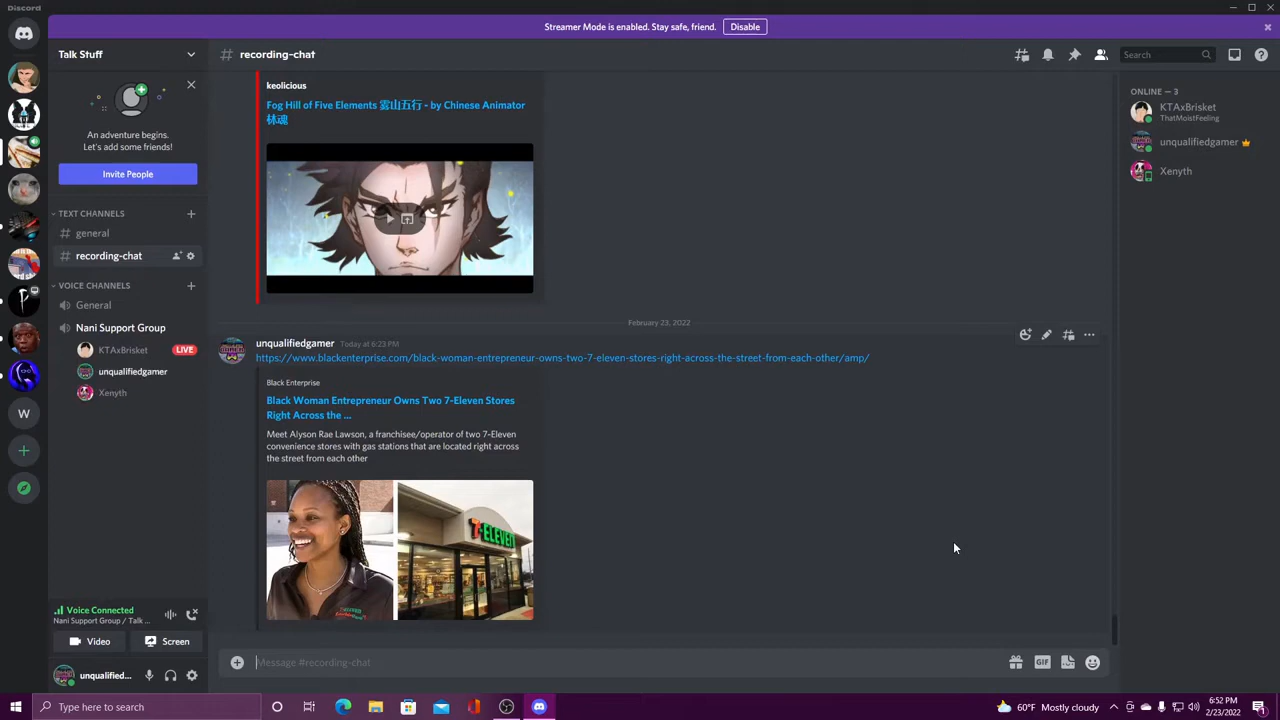 Discord
Streamer Mode is enabled. Stay safe, friend.
Disable
Talk Stuff
# recording-chat
Search
An adventure begins.
Let's add some friends!
Invite People
TEXT CHANNELS
# general
# recording-chat
VOICE CHANNELS
General
Nani Support Group
KTAxBrisket LIVE
unqualifiedgamer
Xenyth
Voice Connected
Nani Support Group / Talk ...
Video
Screen
unqualifiedg...
W
keolicious
Fog Hill of Five Elements 雾山五行 - by Chinese Animator
林魂
February 23, 2022
unqualifiedgamer Today at 6:23 PM
https://www.blackenterprise.com/black-woman-entrepreneur-owns-two-7-eleven-stores-right-across-the-street-from-each-other/amp/
Black Enterprise
Black Woman Entrepreneur Owns Two 7-Eleven Stores
Right Across the ...
Meet Alyson Rae Lawson, a franchisee/operator of two 7-Eleven
convenience stores with gas stations that are located right across
the street from each other
7-ELEVEN
Message #recording-chat
GIF
ONLINE — 3
KTAxBrisket
ThatMoistFeeling
unqualifiedgamer
Xenyth
Type here to search
60°F Mostly cloudy
6:52 PM
2/23/2022